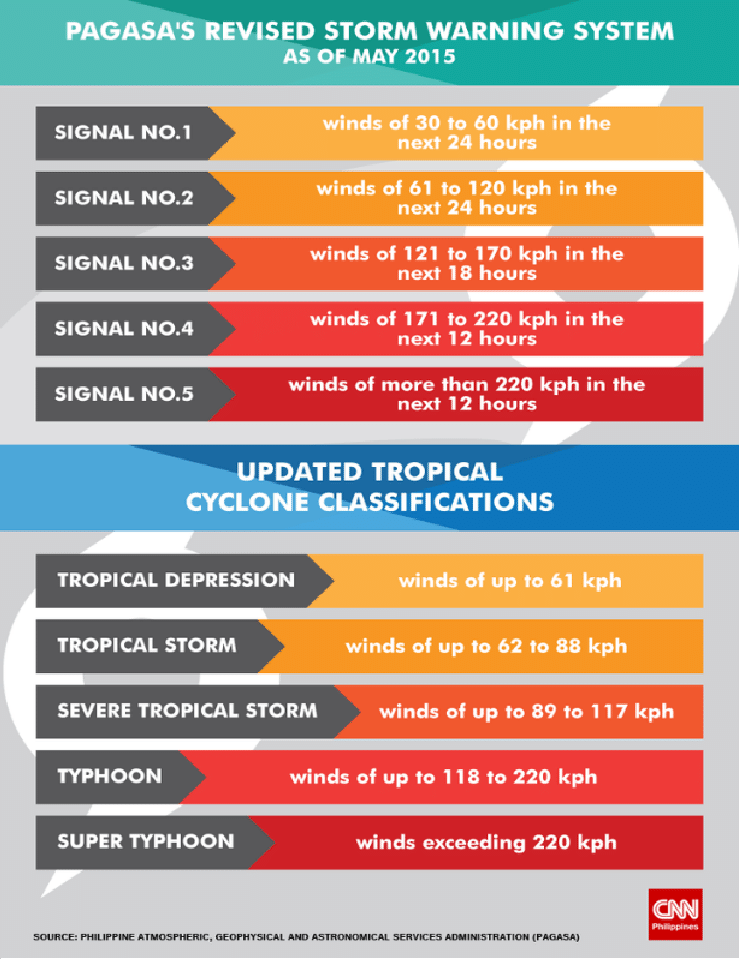 PAGASA'S REVISED STORM WARNING SYSTEM
AS OF MAY 2015
SIGNAL NO.1
winds of 30 to 60 kph in the
next 24 hours
SIGNAL NO.2
winds of 61 to 120 kph in the
next 24 hours
SIGNAL NO.3
winds of 121 to 170 kph in the
next 18 hours
SIGNAL NO.4
winds of 171 to 220 kph in the
next 12 hours
SIGNAL NO.5
winds of more than 220 kph in the
next 12 hours
UPDATED TROPICAL
CYCLONE CLASSIFICATIONS
TROPICAL DEPRESSION
winds of up to 61 kph
TROPICAL STORM
winds of up to 62 to 88 kph
SEVERE TROPICAL STORM
winds of up to 89 to 117 kph
TYPHOON
winds of up to 118 to 220 kph
SUPER TYPHOON
winds exceeding 220 kph
CNN
Philippines
SOURCE: PHILIPPINE ATMOSPHERIC, GEOPHYSICAL AND ASTRONOMICAL SERVICES ADMINISTRATION (PAGASA)